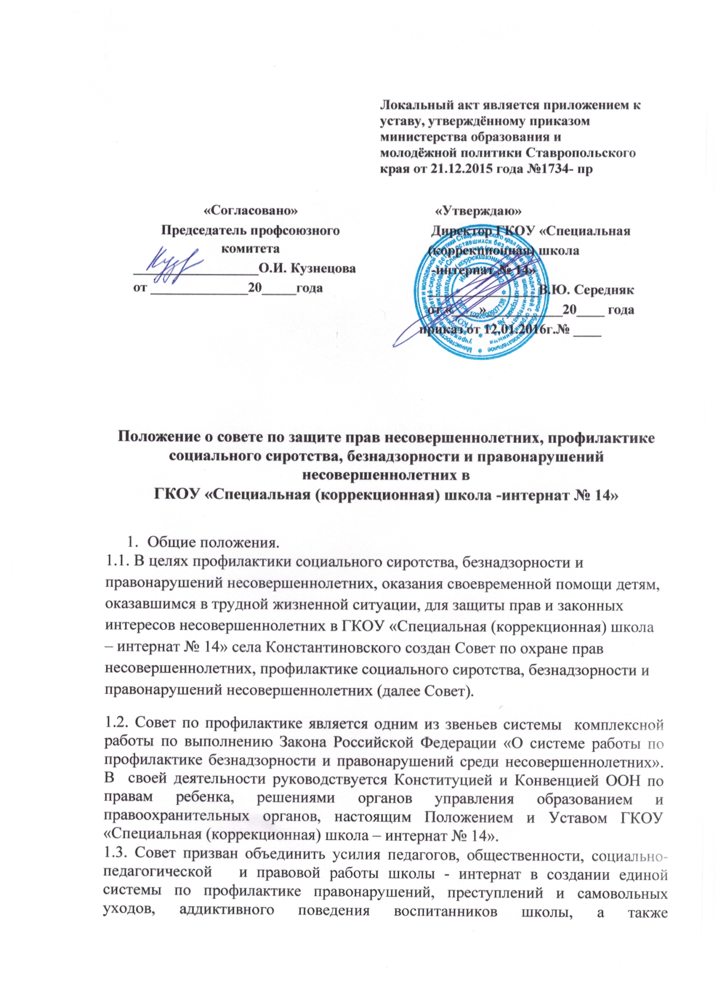 Локальный акт является приложением к
уставу, утверждённому приказом
министерства образования и
молодёжной политики Ставропольского
края от 21.12.2015 года №1734- пр
«Согласовано»
Председатель профсоюзного
комитета
__________________О.И. Кузнецова
от ______________20_____года
«Утверждаю»
Директор ГКОУ «Специальная
(коррекционная) школа
-интернат № 14»
________________В.Ю. Середняк
от «____»_____________20____ года
приказ от 12.01.2016г.№ ____
Положение о совете по защите прав несовершеннолетних, профилактике
социального сиротства, безнадзорности и правонарушений
несовершеннолетних в
ГКОУ «Специальная (коррекционная) школа -интернат № 14»
1. Общие положения.
1.1. В целях профилактики социального сиротства, безнадзорности и
правонарушений несовершеннолетних, оказания своевременной помощи детям,
оказавшимся в трудной жизненной ситуации, для защиты прав и законных
интересов несовершеннолетних в ГКОУ «Специальная (коррекционная) школа
– интернат № 14» села Константиновского создан Совет по охране прав
несовершеннолетних, профилактике социального сиротства, безнадзорности и
правонарушений несовершеннолетних (далее Совет).
1.2. Совет по профилактике является одним из звеньев системы комплексной
работы по выполнению Закона Российской Федерации «О системе работы по
профилактике безнадзорности и правонарушений среди несовершеннолетних».
В своей деятельности руководствуется Конституцией и Конвенцией ООН по
правам ребенка, решениями органов управления образованием и
правоохранительных органов, настоящим Положением и Уставом ГКОУ
«Специальная (коррекционная) школа – интернат № 14».
1.3. Совет призван объединить усилия педагогов, общественности, социально-
педагогической и правовой работы школы - интернат в создании единой
системы по профилактике правонарушений, преступлений и самовольных
уходов, аддиктивного поведения воспитанников школы, а также